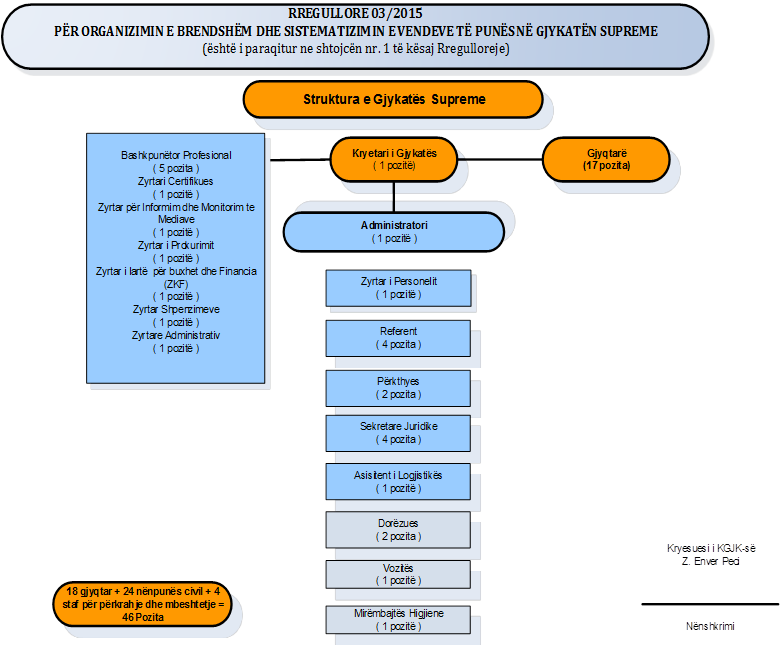 RREGULLORE 03/2015
PËR ORGANIZIMIN E BRENDSHËM DHE SISTEMATIZIMIN E VENDEVE TË PUNËS NË GJYKATËN SUPREME
(është i paraqitur ne shtojcën nr. 1 të kësaj Rregulloreje)
Struktura e Gjykatës Supreme
Bashkpunëtor Profesional
( 5 pozita )
Zyrtari Certifikues
( 1 pozitë )
Zyrtar për Informim dhe Monitorim te
Mediave
( 1 pozitë )
Zyrtar i Prokurimit
( 1 pozitë )
Zyrtar i lartë për buxhet dhe Financia
(ZKF)
( 1 pozitë )
Zyrtar Shpenzimeve
( 1 pozitë )
Zyrtare Administrativ
( 1 pozitë )
Kryetari i Gjykatës
( 1 pozitë )
Gjyqtarë
(17 pozita)
Administratori
( 1 pozitë )
Zyrtar i Personelit
( 1 pozitë )
Referent
( 4 pozita )
Përkthyes
( 2 pozita )
Sekretare Juridike
( 4 pozita )
Asisitent i Logjistikës
( 1 pozitë )
Dorëzues
( 2 pozita )
Vozitës
( 1 pozitë )
Mirëmbajtës Higjiene
( 1 pozitë )
18 gjyqtar + 24 nënpunës civil + 4
staf për përkrahje dhe mbeshtetje =
46 Pozita
Kryesuesi i KGJK-së
Z. Enver Peci
Nënshkrimi